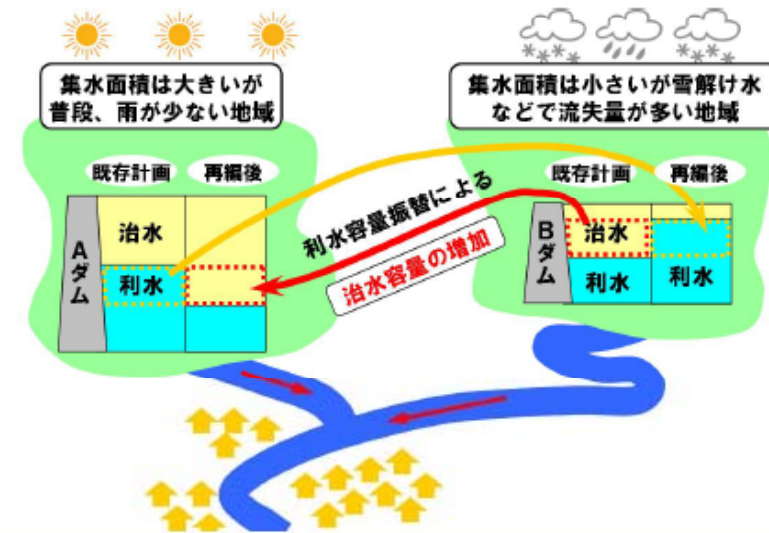 集水面積は大きいが
普段、雨が少ない地域
集水面積は小さいが雪解け水
などで流失量が多い地域
既存計画
再編後
Aダム
治水
利水
利水容量振替による
治水容量の増加
既存計画
再編後
Bダム
治水
利水
利水